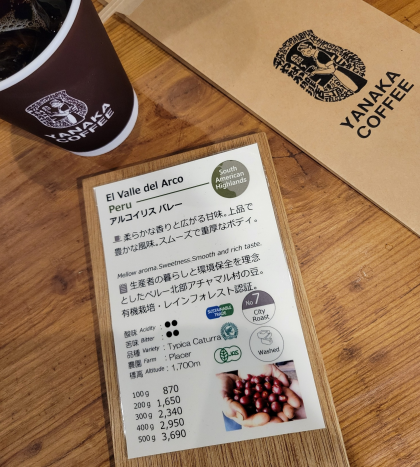 YANAKA
COFFEE
YANAKA
COFFEE
El Valle del Arco
Peru
アルコイリス バレー
South
American
Highlands
柔らかな香りと広がる甘味。上品で
豊かな風味。スムーズで重厚なボディ。
Mellow aroma.Sweetness.Smooth and rich taste.
生産者の暮らしと環境保全を理念
としたペルー北部アチャマル村の豆。
有機栽培・レインフォレスト認証。
SUSTAINABLE
TRADE
No 7
City
Roast
酸味 Acidity : ●●
苦味 Bitter : ●●
品種 Variety : Typica Caturra
農園 Farm : Placer
標高 Altitude : 1,700m
JAS
Washed
100g 870
200g 1,650
300g 2,340
400g 2,950
500g 3,690